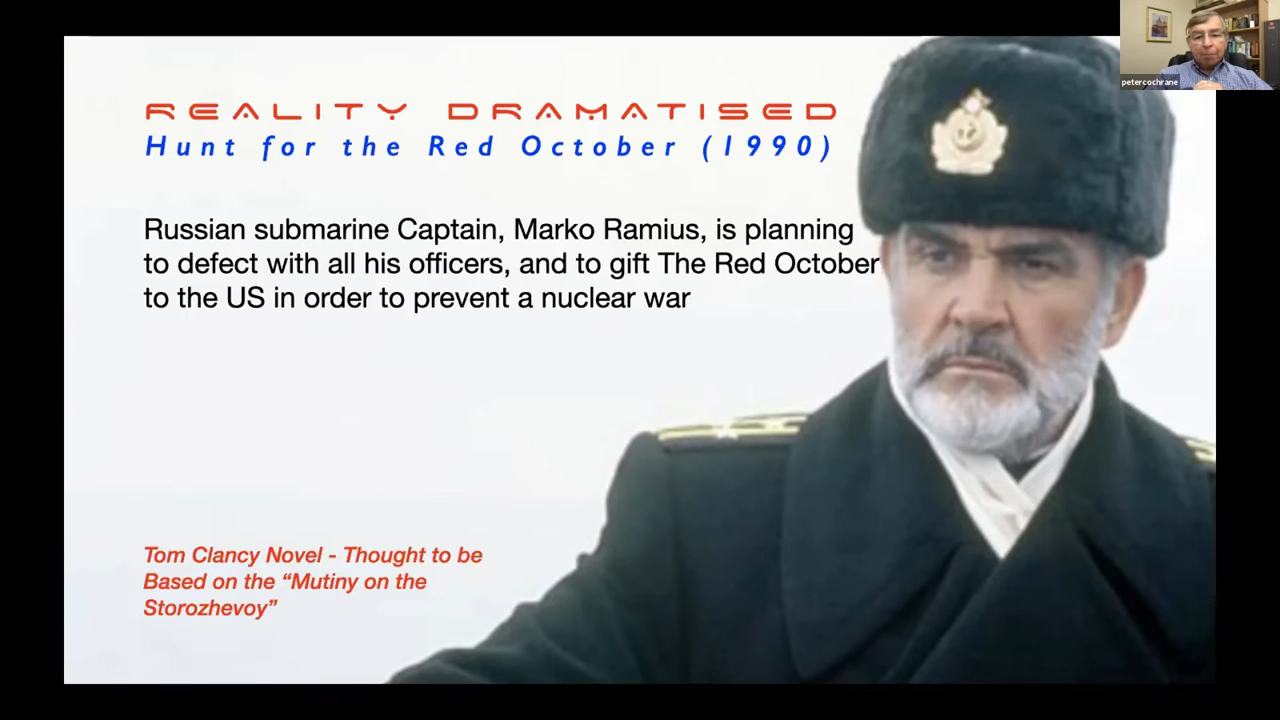 REALITY DRAMATISED
Hunt for the Red October (1990)
Russian submarine Captain, Marko Ramius, is planning
to defect with all his officers, and to gift The Red October
to the US in order to prevent a nuclear war
Tom Clancy Novel - Thought to be
Based on the “Mutiny on the
Storozhevoy”
petercochrane